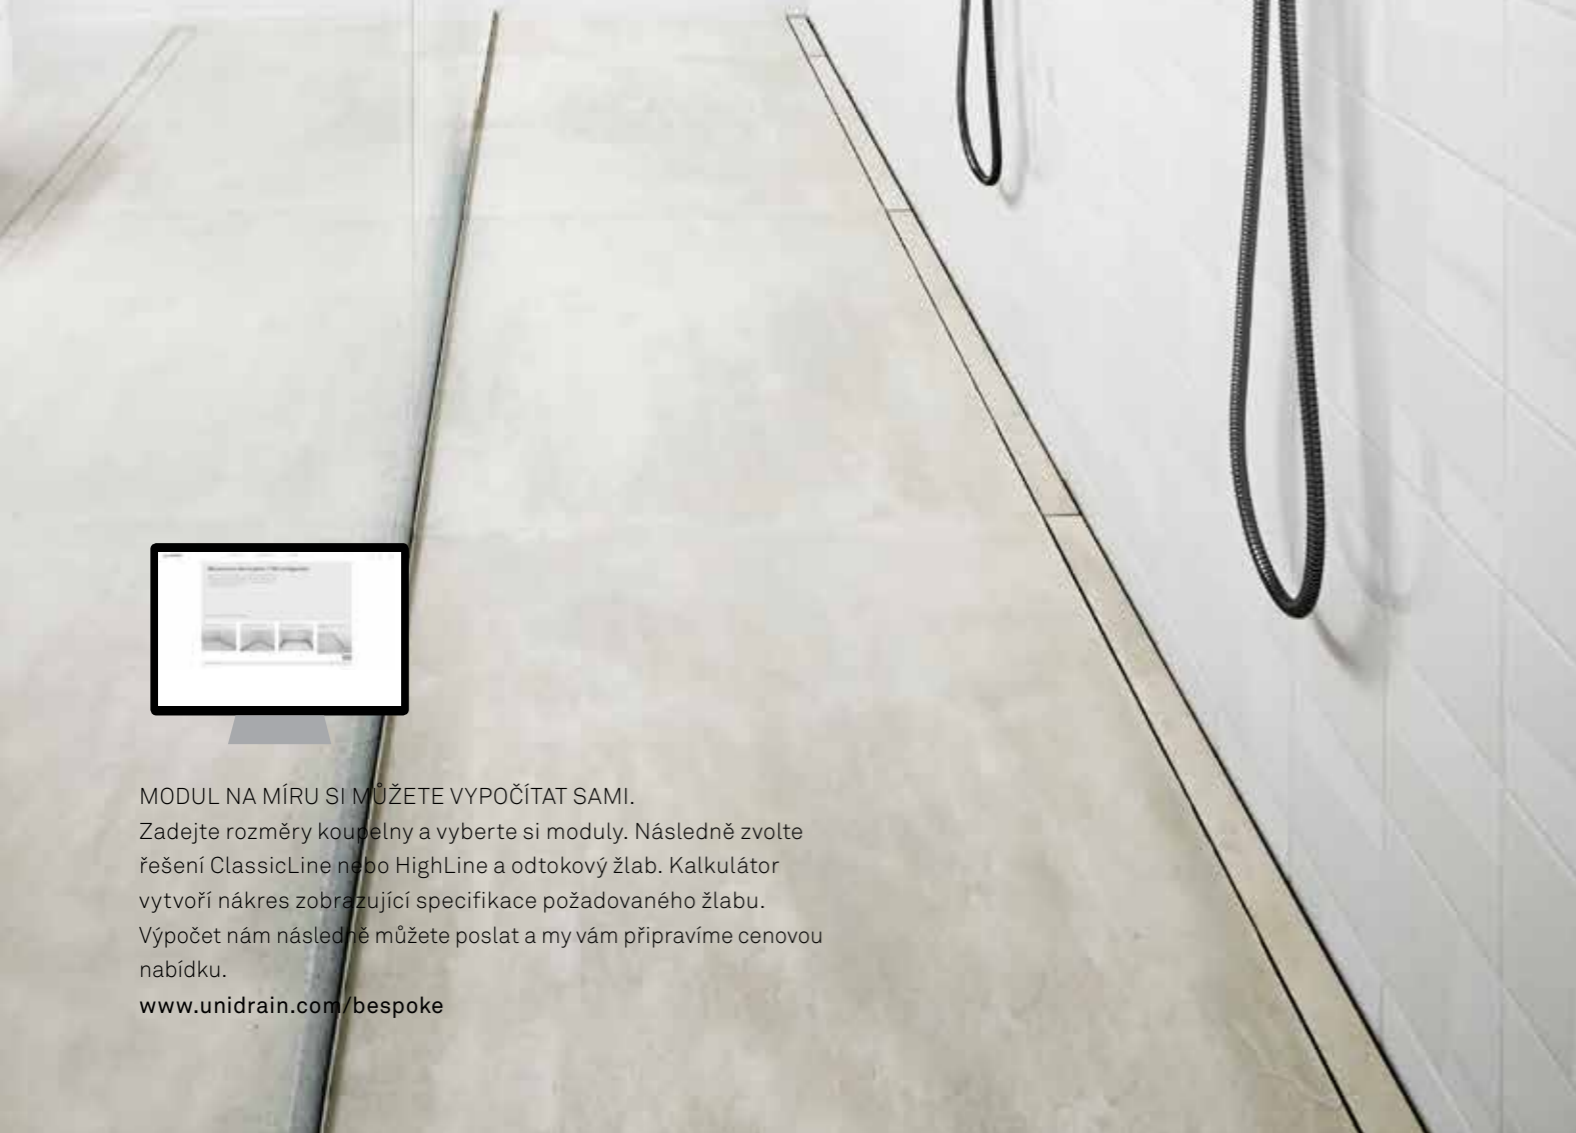 MODUL NA MÍRU SI MŮŽETE VYPOČÍTAT SAMI.
Zadejte rozměry koupelny a vyberte si moduly. Následně zvolte
řešení ClassicLine nebo HighLine a odtokový žlab. Kalkulátor
vytvoří nákres zobrazující specifikace požadovaného žlabu.
Výpočet nám následně můžete poslat a my vám připravíme cenovou
nabídku.
www.unidrain.com/bespoke